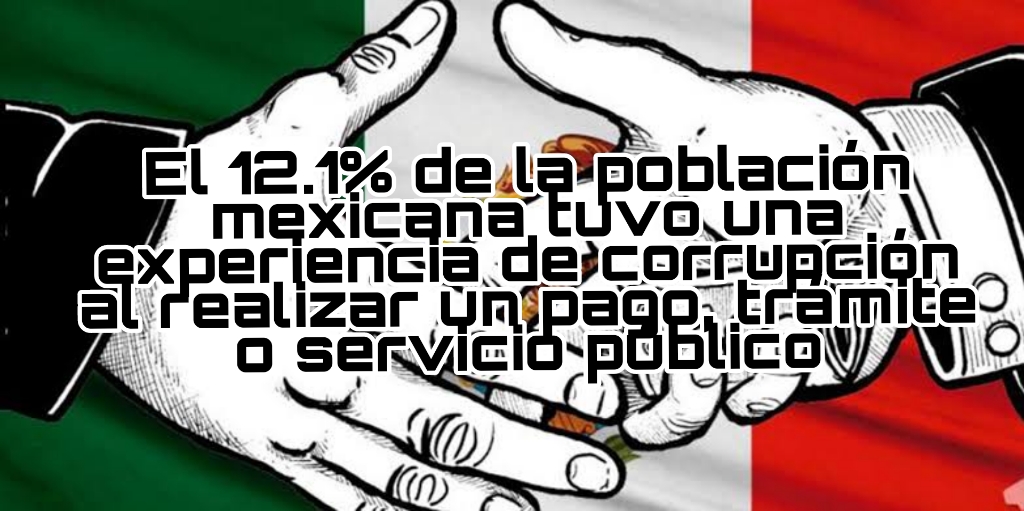 El 12.1% de la población
mexicana tuvo una
experiencia de corrupción
al realizar un pago, trámite
o servicio público